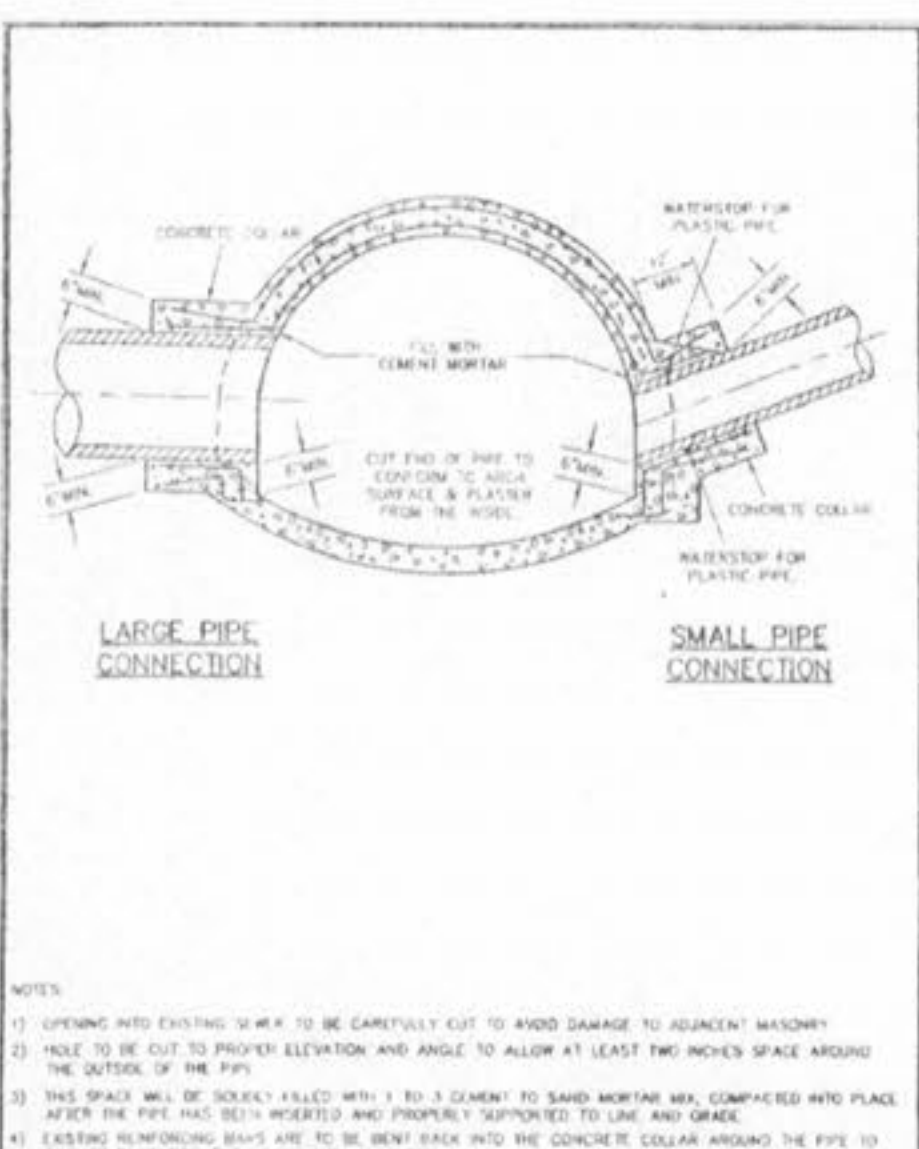 CONCRETE COLLAR
WATERSTOP FOR
PLASTIC PIPE
12"
MIN.
6" MIN.
6" MIN.
FILL WITH
CEMENT MORTAR
6" MIN.
CUT END OF PIPE TO
CONFORM TO ARCH
SURFACE & PLASTER
FROM THE INSIDE.
6" MIN.
6" MIN.
CONCRETE COLLAR
WATERSTOP FOR
PLASTIC PIPE
LARGE PIPE
CONNECTION
SMALL PIPE
CONNECTION
NOTES:
1) OPENING INTO EXISTING SEWER TO BE CAREFULLY CUT TO AVOID DAMAGE TO ADJACENT MASONRY
2) HOLE TO BE CUT TO PROPER ELEVATION AND ANGLE TO ALLOW AT LEAST TWO INCHES SPACE AROUND
THE OUTSIDE OF THE PIPE
3) THIS SPACE WILL BE SOLIDLY FILLED WITH 1 TO 3 CEMENT TO SAND MORTAR MIX, COMPACTED INTO PLACE
AFTER THE PIPE HAS BEEN INSERTED AND PROPERLY SUPPORTED TO LINE AND GRADE
4) EXISTING REINFORCING BARS ARE TO BE BENT BACK INTO THE CONCRETE COLLAR AROUND THE PIPE TO